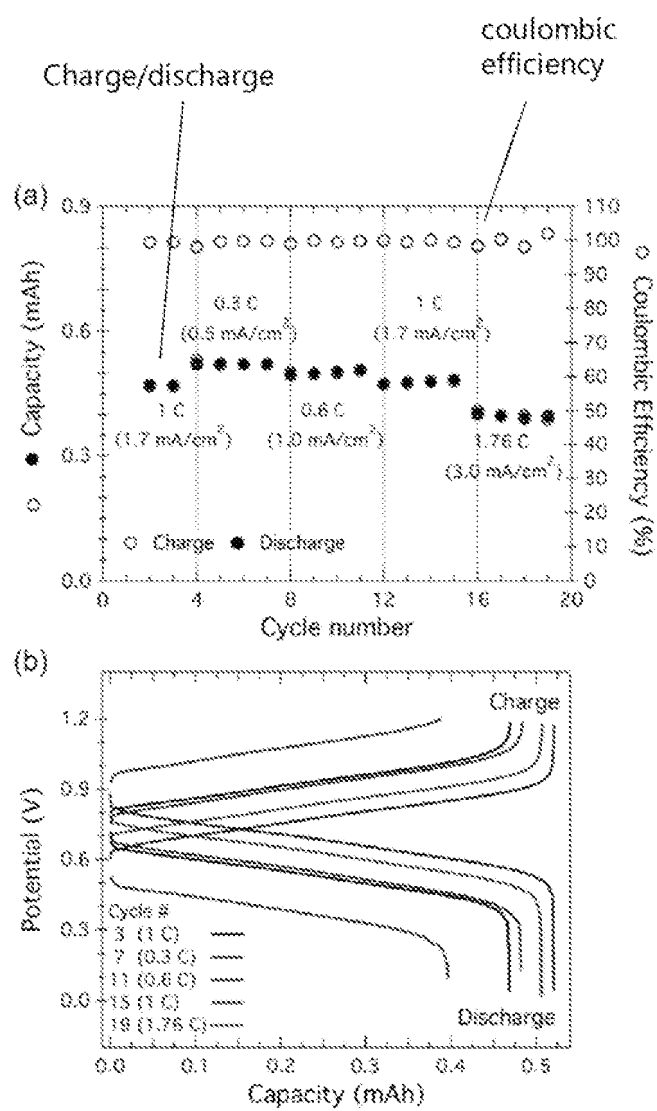 coulombic
efficiency
Charge/discharge
(a)
0.9
0.6
0.3
0.0
Capacity (mAh)
110
100
90
80
70
60
50
40
30
20
10
0
Coulombic Efficiency (%)
0.3 C
(0.5 mA/cm²)
1 C
(1.7 mA/cm²)
1 C
(1.7 mA/cm²)
0.6 C
(1.0 mA/cm²)
1.76 C
(3.0 mA/cm²)
Charge Discharge
0 4 8 12 16 20
Cycle number
(b)
Charge
1.2
0.9
0.6
0.3
0.0
Potential (V)
Cycle #
3 (1 C)
7 (0.3 C)
11 (0.6 C)
15 (1 C)
19 (1.76 C)
Discharge
0.0 0.1 0.2 0.3 0.4 0.5
Capacity (mAh)